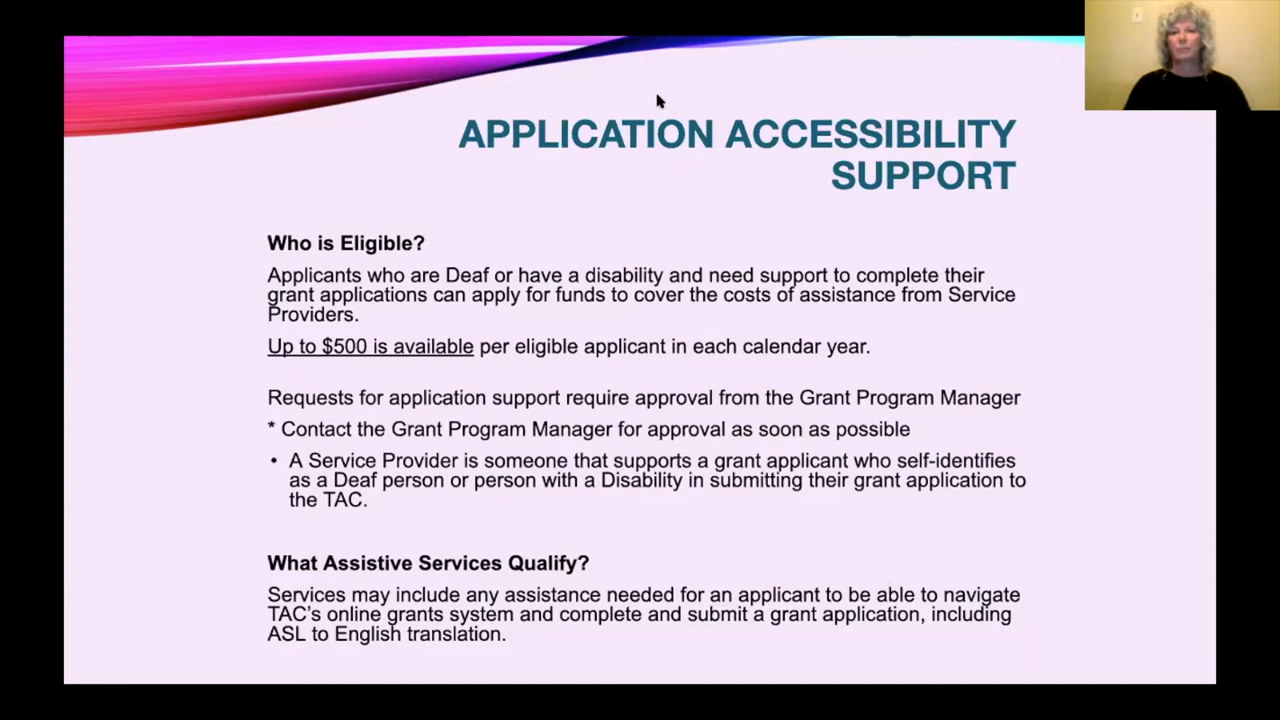 APPLICATION ACCESSIBILITY
SUPPORT
Who is Eligible?
Applicants who are Deaf or have a disability and need support to complete their
grant applications can apply for funds to cover the costs of assistance from Service
Providers.
Up to $500 is available per eligible applicant in each calendar year.
Requests for application support require approval from the Grant Program Manager
* Contact the Grant Program Manager for approval as soon as possible
• A Service Provider is someone that supports a grant applicant who self-identifies
as a Deaf person or person with a Disability in submitting their grant application to
the TAC.
What Assistive Services Qualify?
Services may include any assistance needed for an applicant to be able to navigate
TAC's online grants system and complete and submit a grant application, including
ASL to English translation.